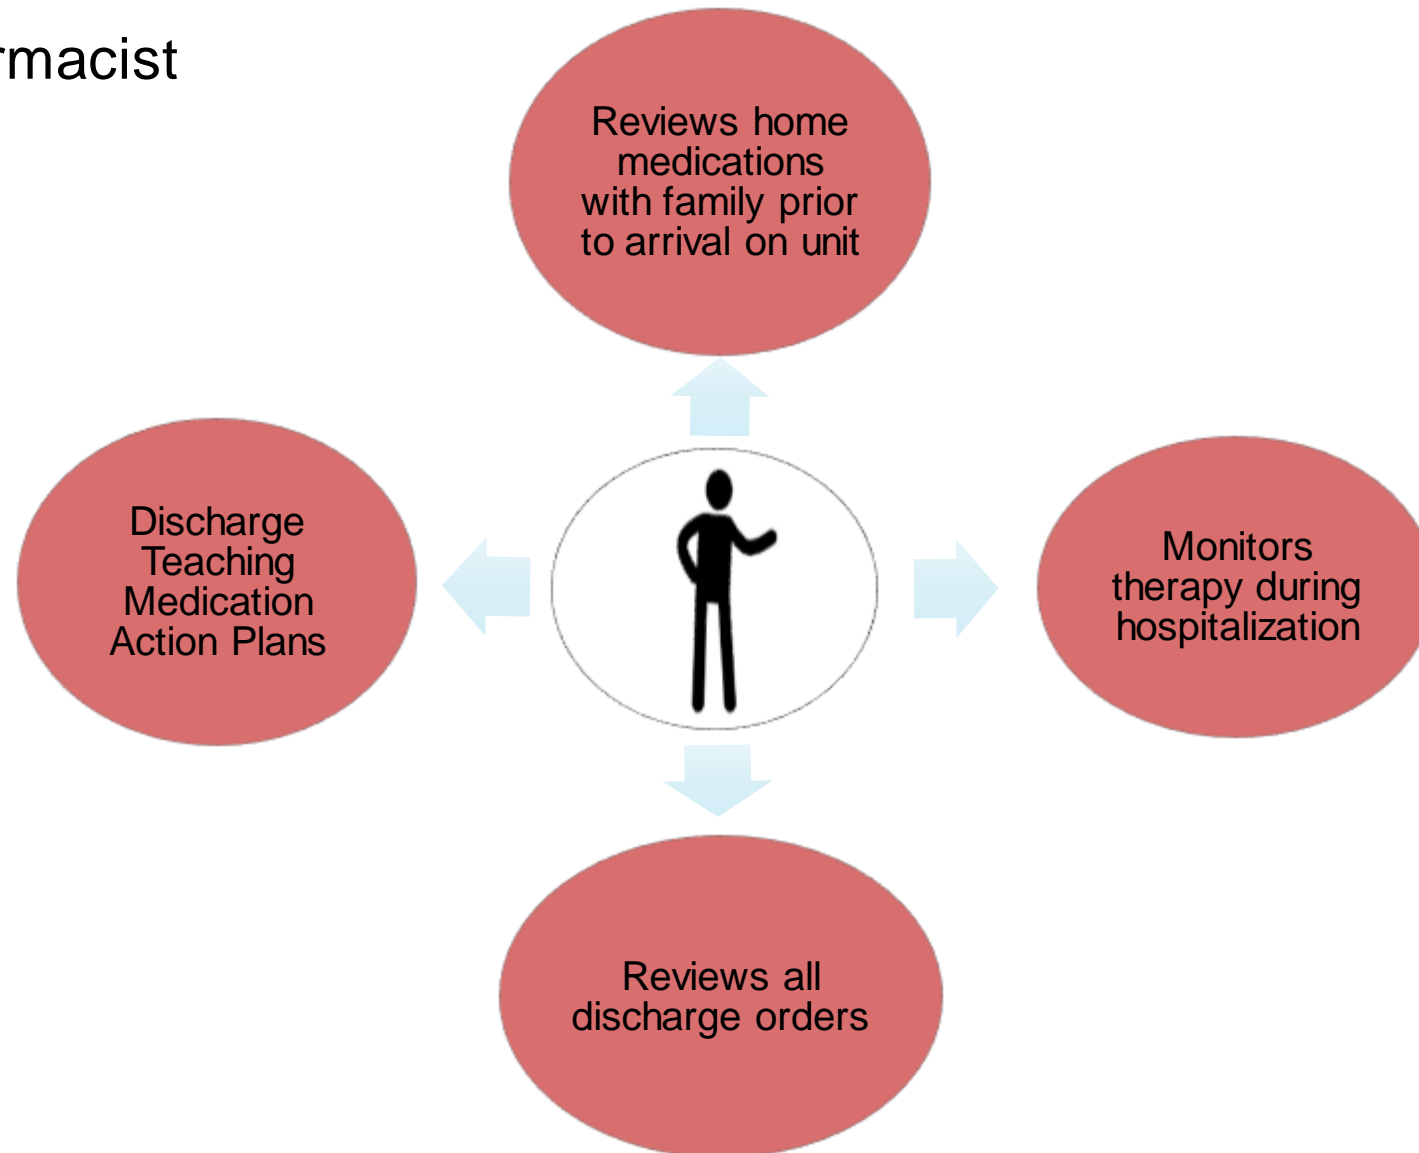 rmacist
Reviews home
medications
with family prior
to arrival on unit
Discharge
Teaching
Medication
Action Plans
Monitors
therapy during
hospitalization
Reviews all
discharge orders